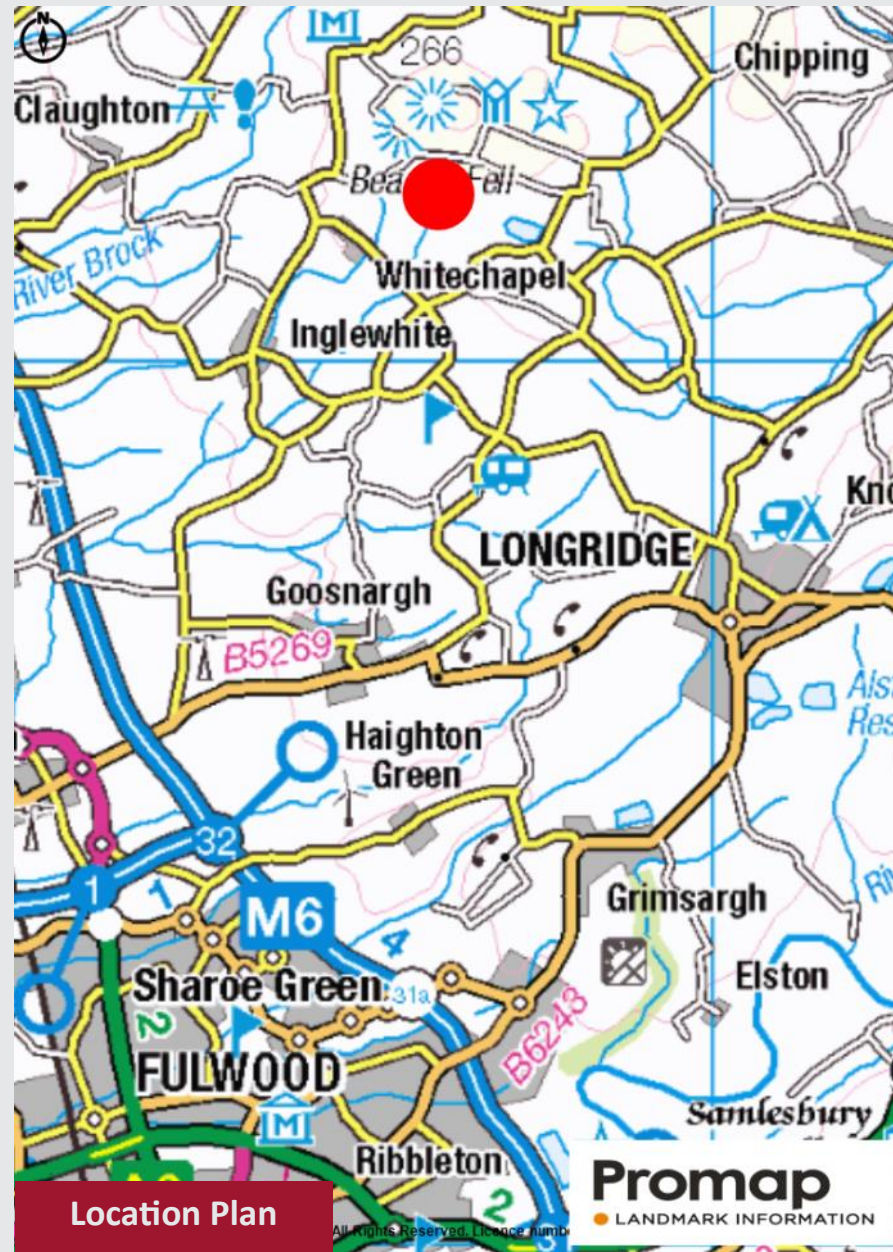 N
266
Chipping
Claughton
Fell
River Brock
Whitechapel
Inglewhite
LONGRIDGE
Goosnargh
B5269
Haighton
Green
32
1
1
M6
4
Grimsargh
Sharoe Green
31a
Elston
2
B6243
FULWOOD
M
Samlesbury
Ribbleton
2
Location Plan
All Rights Reserved. Licence numb
Promap
LANDMARK INFORMATION